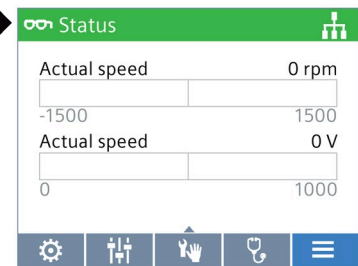 Status
Actual speed 0 rpm
-1500 1500
Actual speed 0 V
0 1000